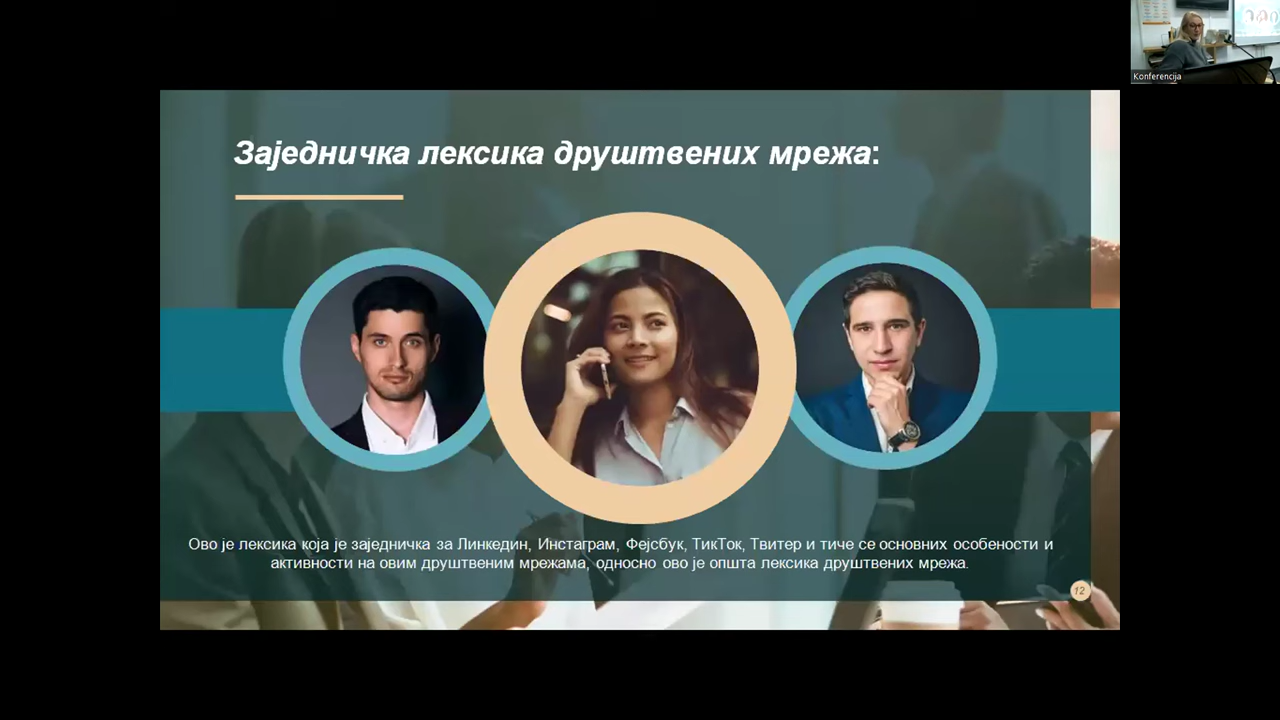 Konferencija
Заједничка лексика друштвених мрежа:
Ово је лексика која је заједничка за Линкедин, Инстаграм, Фејсбук, ТикТок, Твитер и тиче се основних особености и
активности на овим друштвеним мрежама, односно ово је општа лексика друштвених мрежа.
12